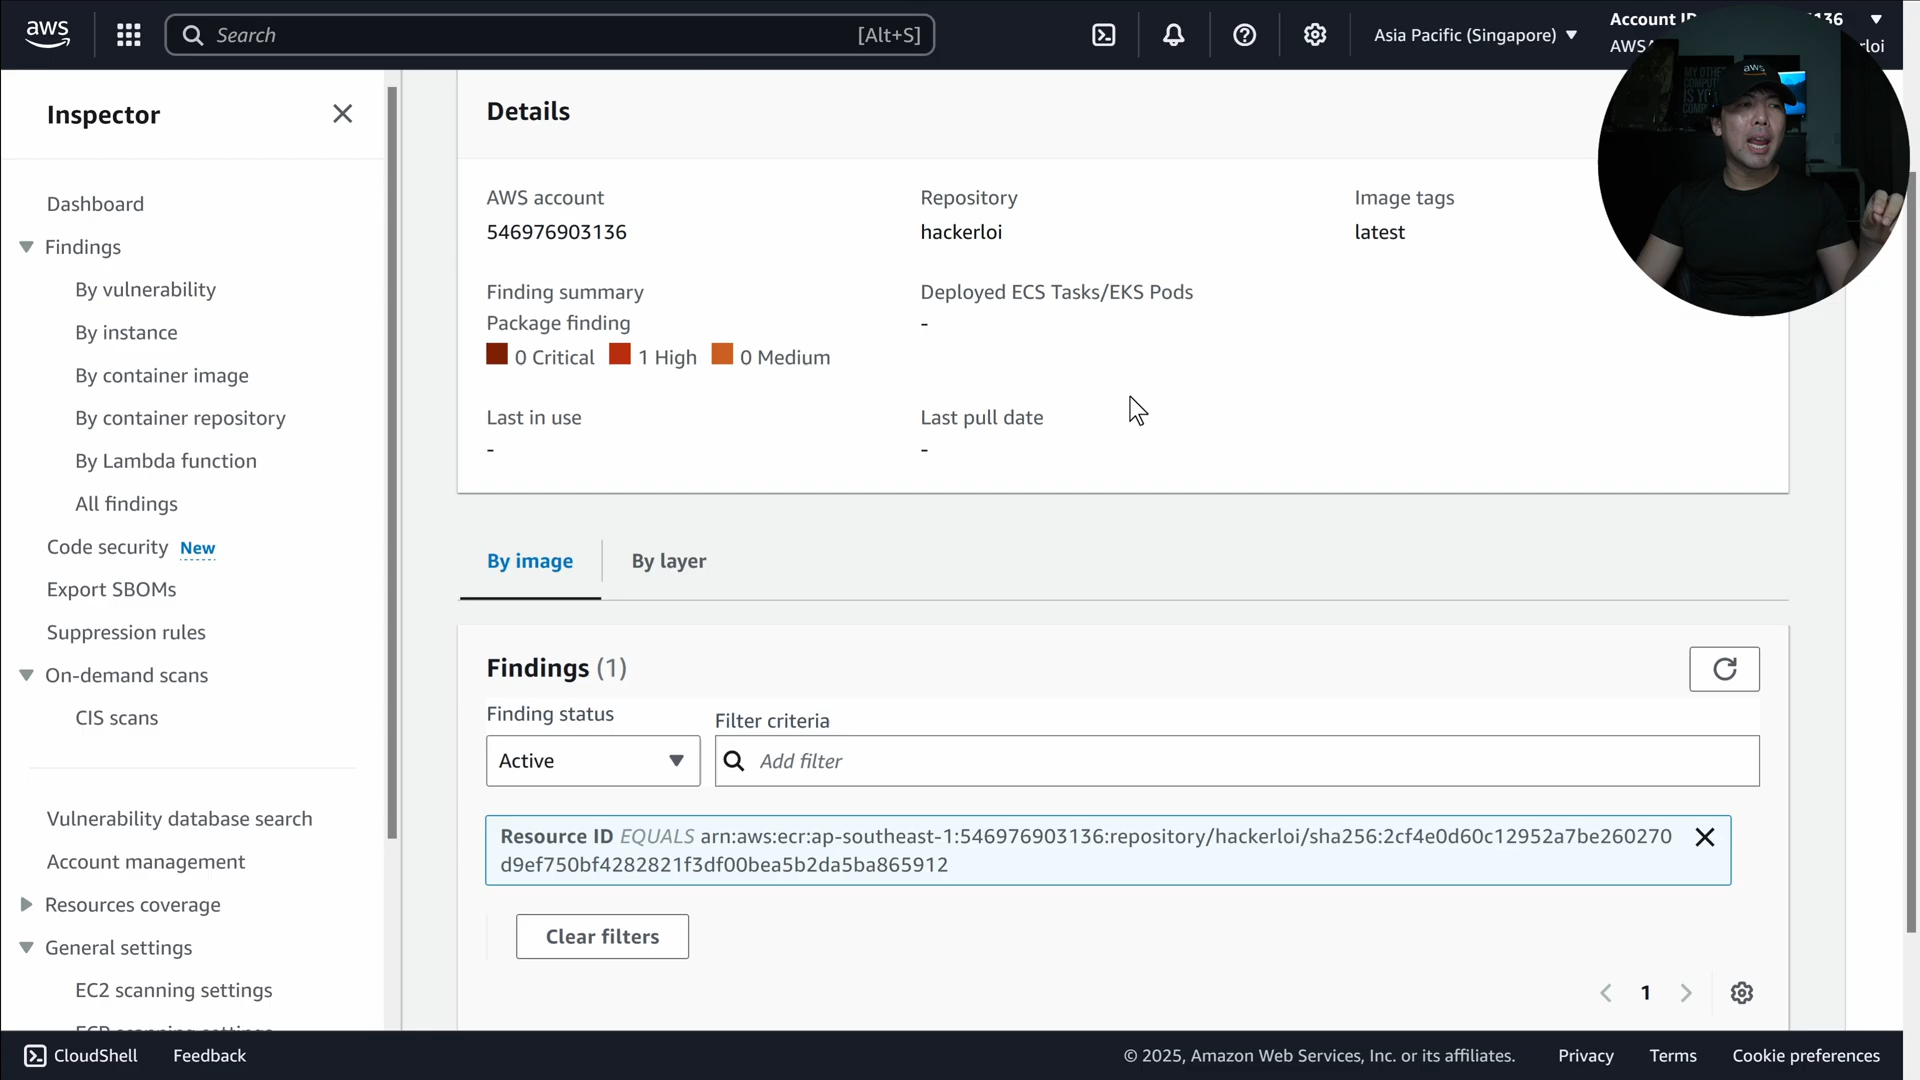 aws
Search
[Alt+S]
Asia Pacific (Singapore)
Account ID
136
AWS
rloi
aws
Inspector
Dashboard
Findings
By vulnerability
By instance
By container image
By container repository
By Lambda function
All findings
Code security New
Export SBOMs
Suppression rules
On-demand scans
CIS scans
Vulnerability database search
Account management
Resources coverage
General settings
EC2 scanning settings
ECR scanning settings
Details
AWS account
546976903136
Repository
hackerloi
Image tags
latest
Finding summary
Package finding
0 Critical 1 High 0 Medium
Deployed ECS Tasks/EKS Pods
-
Last in use
-
Last pull date
-
By image
By layer
Findings (1)
Finding status
Active
Filter criteria
Add filter
Resource ID EQUALS arn:aws:ecr:ap-southeast-1:546976903136:repository/hackerloi/sha256:2cf4e0d60c12952a7be260270
d9ef750bf4282821f3df00bea5b2da5ba865912
Clear filters
1
CloudShell
Feedback
© 2025, Amazon Web Services, Inc. or its affiliates.
Privacy
Terms
Cookie preferences